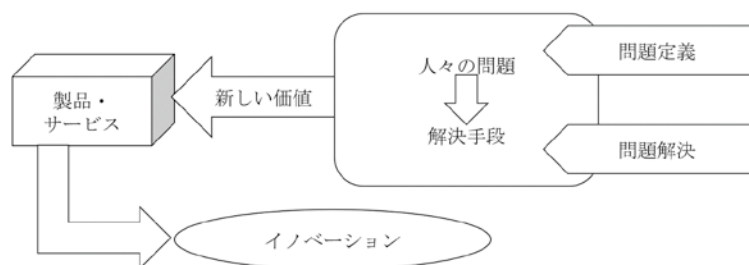 問題定義
人々の問題
製品・
サービス
新しい価値
解決手段
問題解決
イノベーション